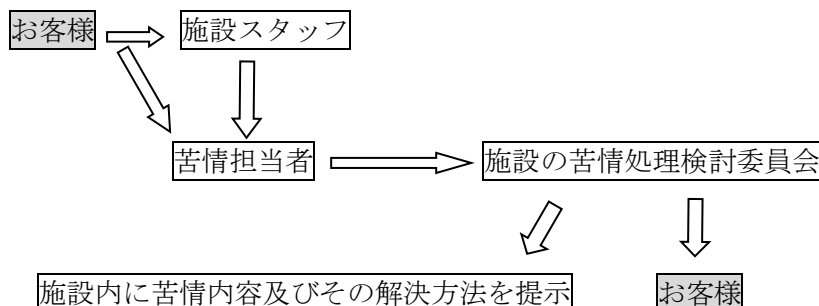 お客様 施設スタッフ
苦情担当者 施設の苦情処理検討委員会
施設内に苦情内容及びその解決方法を提示 お客様